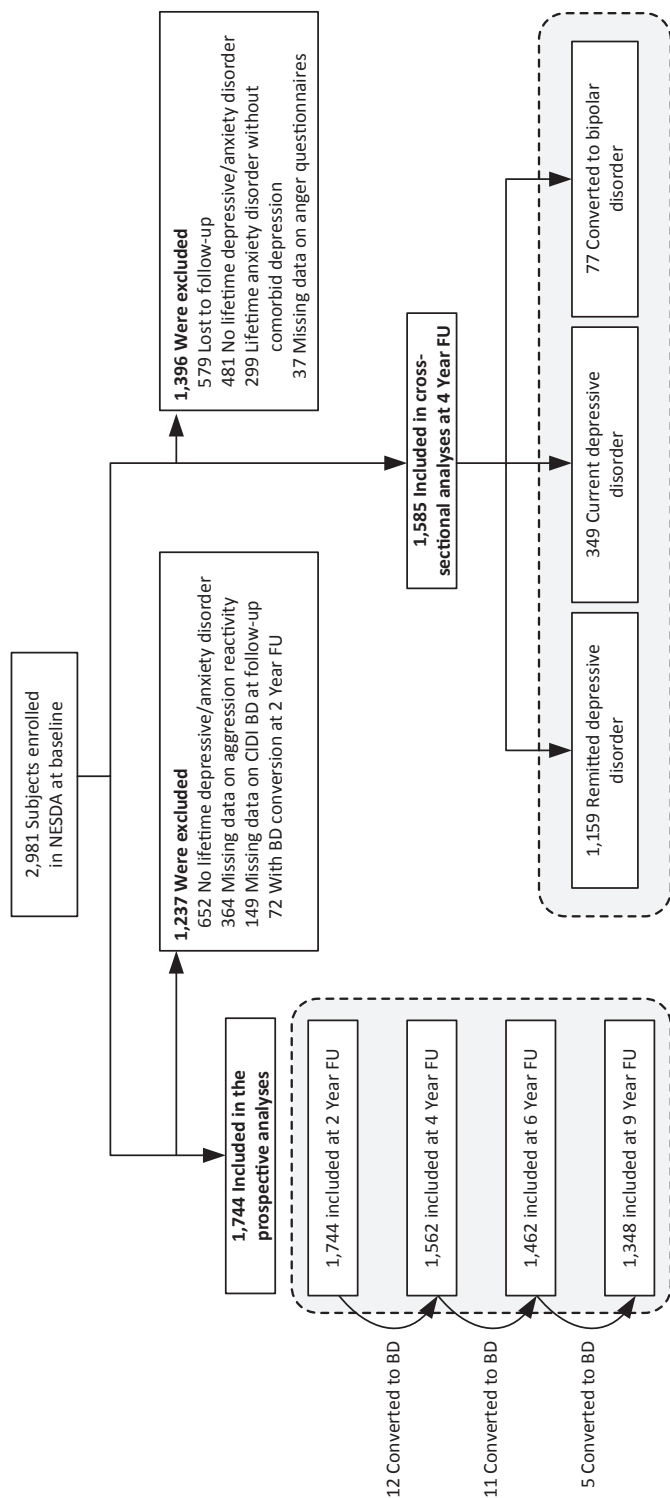 2,981 Subjects enrolled
in NESDA at baseline
1,237 Were excluded
652 No lifetime depressive/anxiety disorder
364 Missing data on aggression reactivity
149 Missing data on CIDI BD at follow-up
72 With BD conversion at 2 Year FU
1,396 Were excluded
579 Lost to follow-up
481 No lifetime depressive/anxiety disorder
299 Lifetime anxiety disorder without
comorbid depression
37 Missing data on anger questionnaires
1,744 Included in the
prospective analyses
1,744 included at 2 Year FU
1,562 included at 4 Year FU
1,462 included at 6 Year FU
1,348 included at 9 Year FU
12 Converted to BD
11 Converted to BD
5 Converted to BD
1,585 Included in cross-
sectional analyses at 4 Year FU
1,159 Remitted depressive
disorder
349 Current depressive
disorder
77 Converted to bipolar
disorder